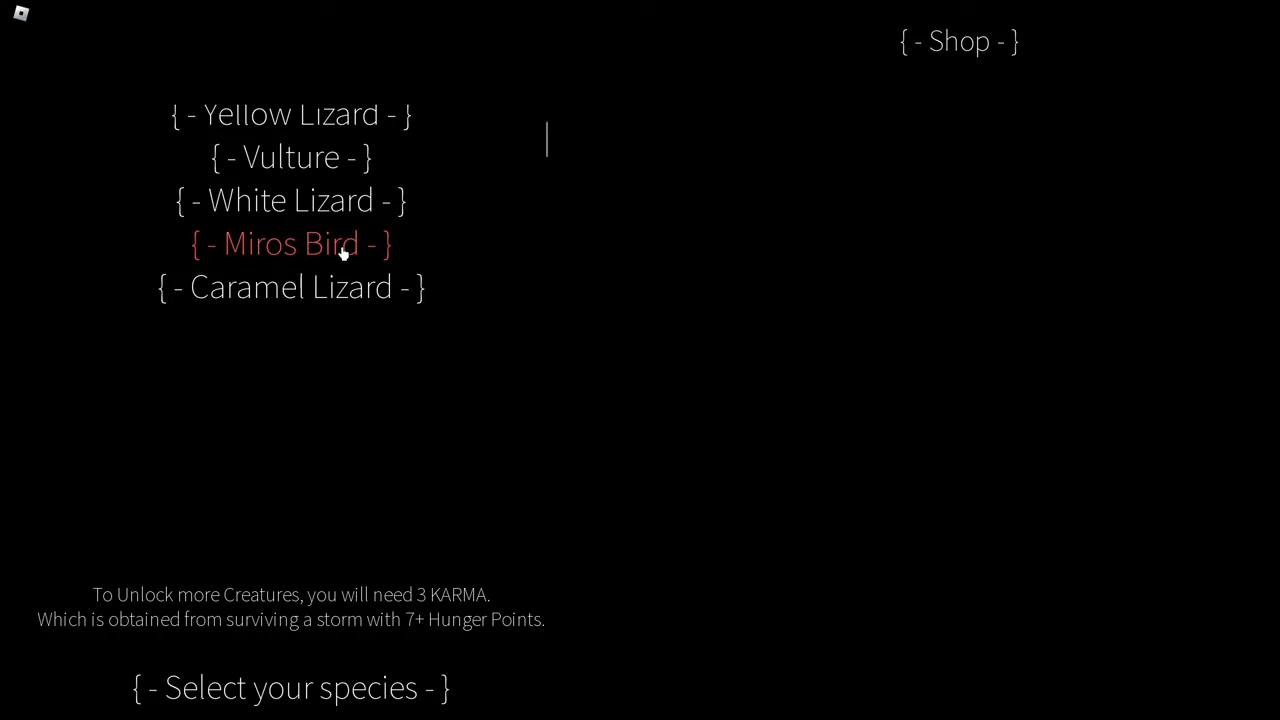 { - Shop - }
{ - Yellow Lizard - }
{ - Vulture - }
{ - White Lizard - }
{ - Miros Bird - }
{ - Caramel Lizard - }
To Unlock more Creatures, you will need 3 KARMA.
Which is obtained from surviving a storm with 7+ Hunger Points.
{ - Select your species - }